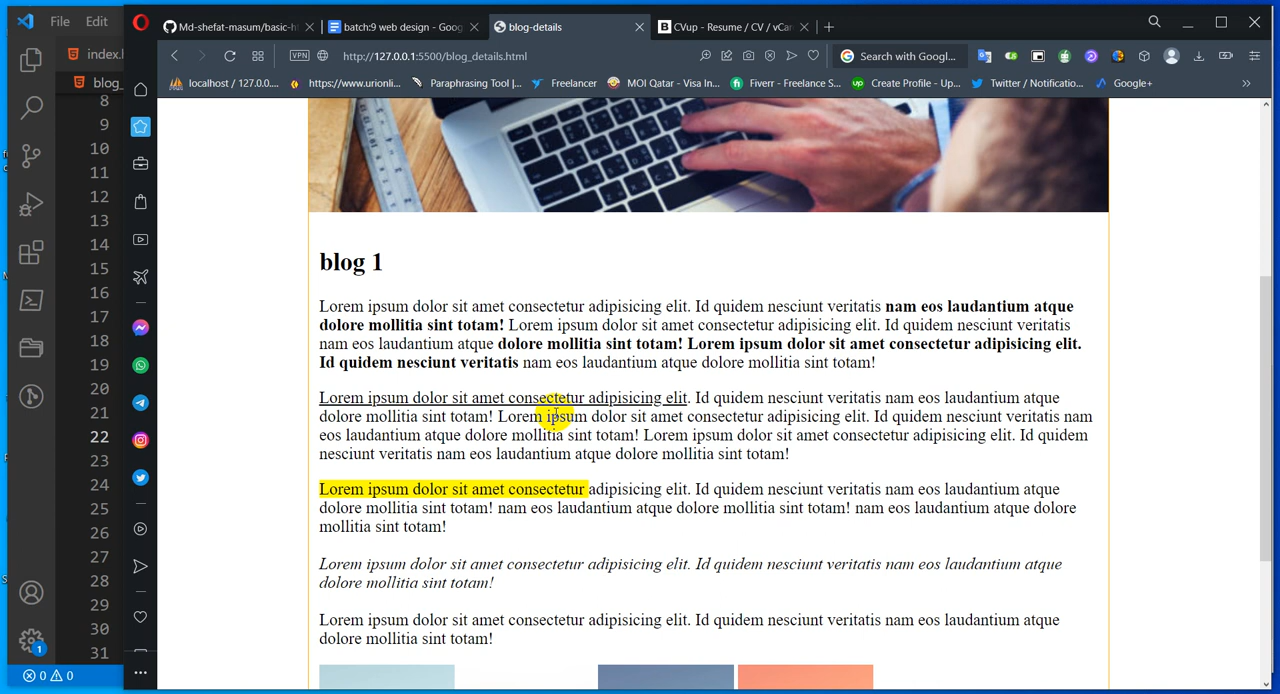 File
Edit
Md-shefat-masum/basic-ht
batch:9 web design - Goog
blog-details
CVup - Resume / CV / vCar
index.h
VPN
http://127.0.0.1:5500/blog_details.html
Search with Googl...
blog_
localhost / 127.0.0....
https://www.urionli...
Paraphrasing Tool |...
Freelancer
MOI Qatar - Visa In...
Fiverr - Freelance S...
Create Profile - Up...
Twitter / Notificatio...
Google+
8
9
10
11
12
13
14
15
16
17
18
19
20
21
22
23
24
25
26
27
28
29
30
31
blog 1
Lorem ipsum dolor sit amet consectetur adipisicing elit. Id quidem nesciunt veritatis nam eos laudantium atque
dolore mollitia sint totam! Lorem ipsum dolor sit amet consectetur adipisicing elit. Id quidem nesciunt veritatis
nam eos laudantium atque dolore mollitia sint totam! Lorem ipsum dolor sit amet consectetur adipisicing elit.
Id quidem nesciunt veritatis nam eos laudantium atque dolore mollitia sint totam!
Lorem ipsum dolor sit amet consectetur adipisicing elit. Id quidem nesciunt veritatis nam eos laudantium atque
dolore mollitia sint totam! Lorem ipsum dolor sit amet consectetur adipisicing elit. Id quidem nesciunt veritatis nam
eos laudantium atque dolore mollitia sint totam! Lorem ipsum dolor sit amet consectetur adipisicing elit. Id quidem
nesciunt veritatis nam eos laudantium atque dolore mollitia sint totam!
Lorem ipsum dolor sit amet consectetur adipisicing elit. Id quidem nesciunt veritatis nam eos laudantium atque
dolore mollitia sint totam! nam eos laudantium atque dolore mollitia sint totam! nam eos laudantium atque dolore
mollitia sint totam!
Lorem ipsum dolor sit amet consectetur adipisicing elit. Id quidem nesciunt veritatis nam eos laudantium atque
dolore mollitia sint totam!
Lorem ipsum dolor sit amet consectetur adipisicing elit. Id quidem nesciunt veritatis nam eos laudantium atque
dolore mollitia sint totam!
1
0 0